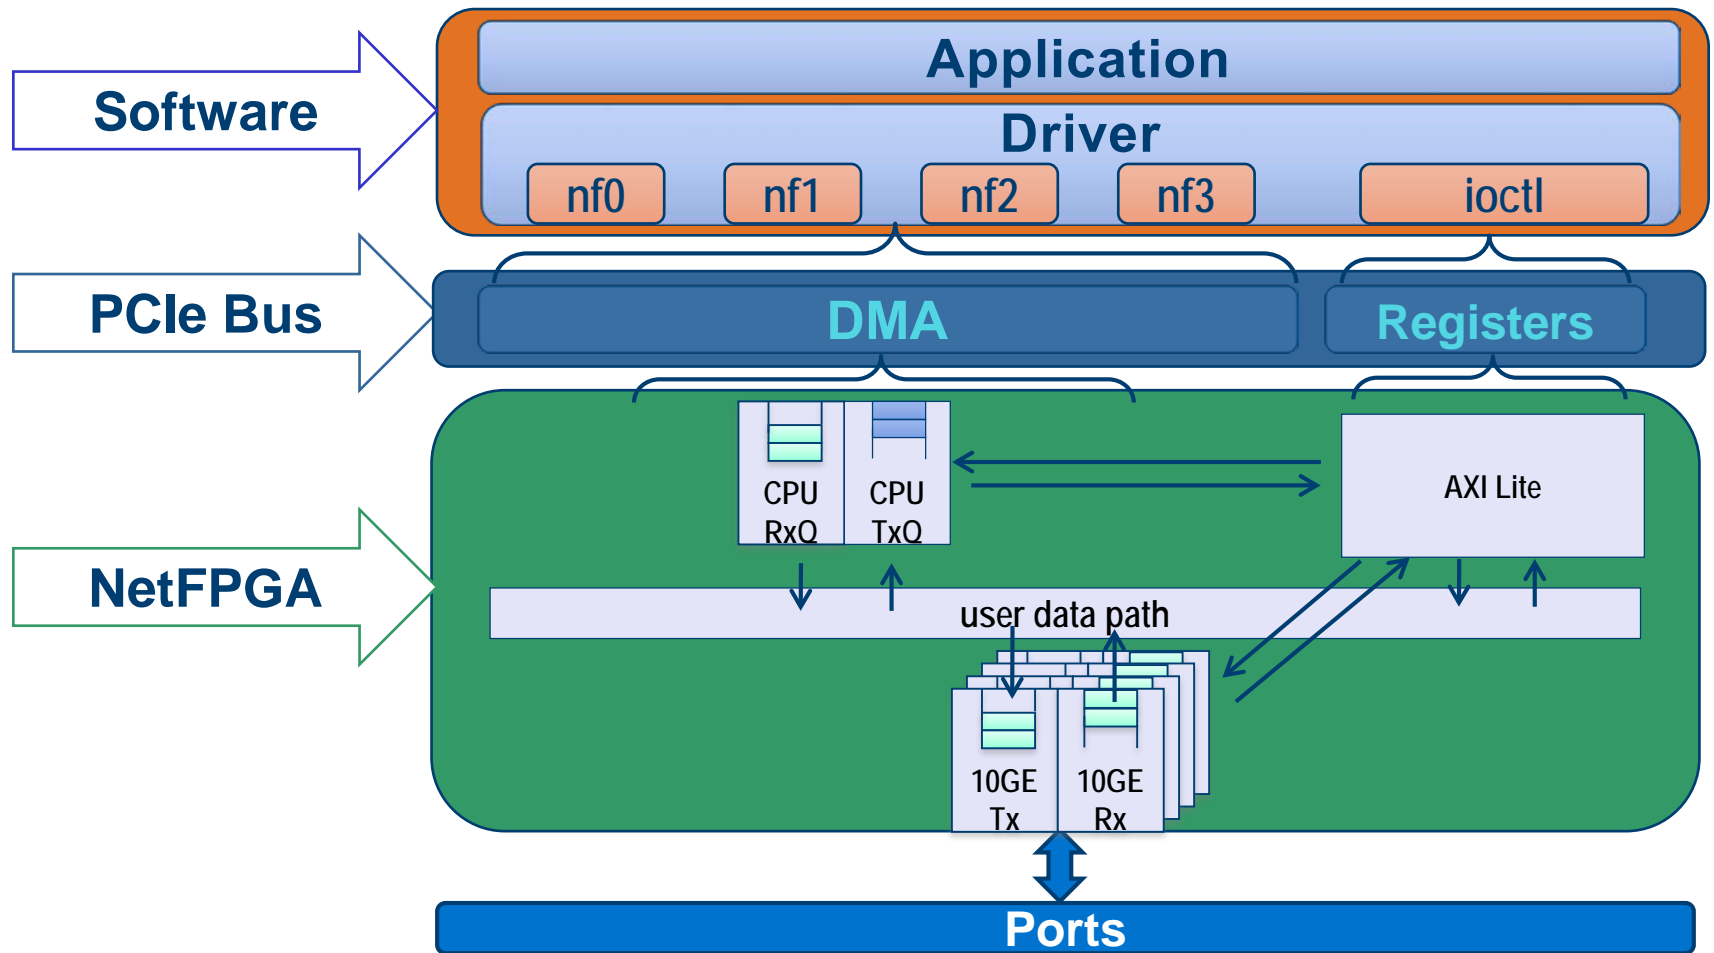 Application
Software
Driver
nf0 nf1 nf2 nf3 ioctl
PCIe Bus
DMA Registers
CPU RxQ
CPU TxQ
AXI Lite
NetFPGA
user data path
10GE Tx
10GE Rx
Ports